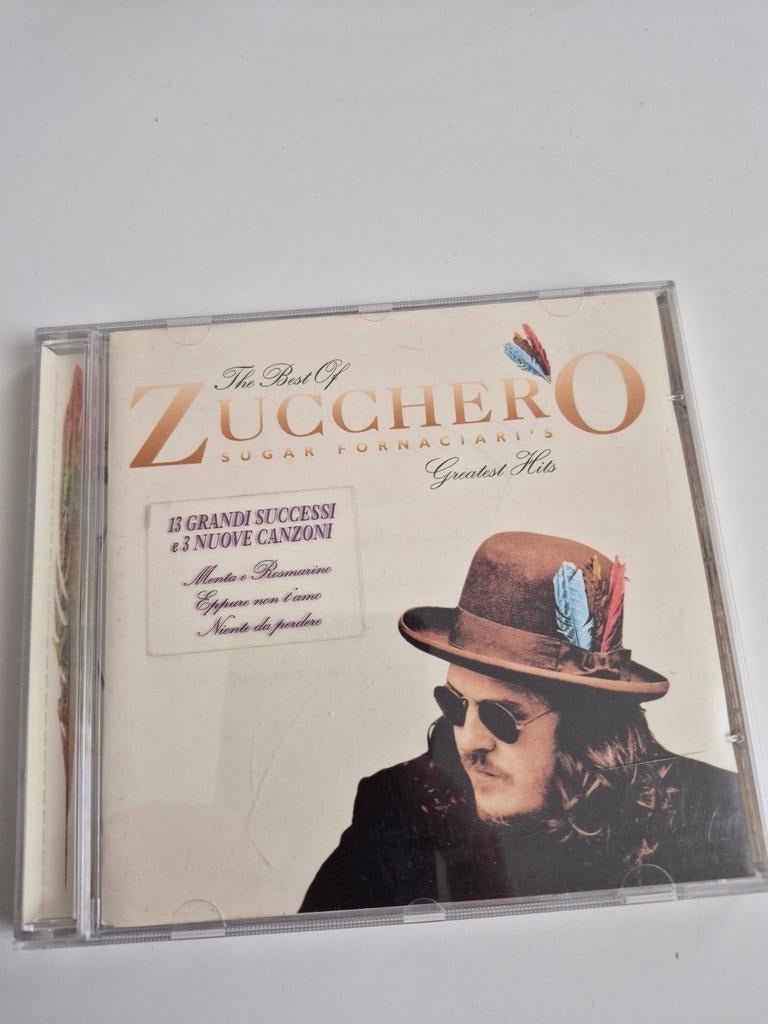 The Best Of
ZUCCHERO
SUGAR FORNACIARI'S
Greatest Hits
13 GRANDI SUCCESSI
e 3 NUOVE CANZONI
Menta e Rosmarino
Eppure non t'amo
Niente da perdere